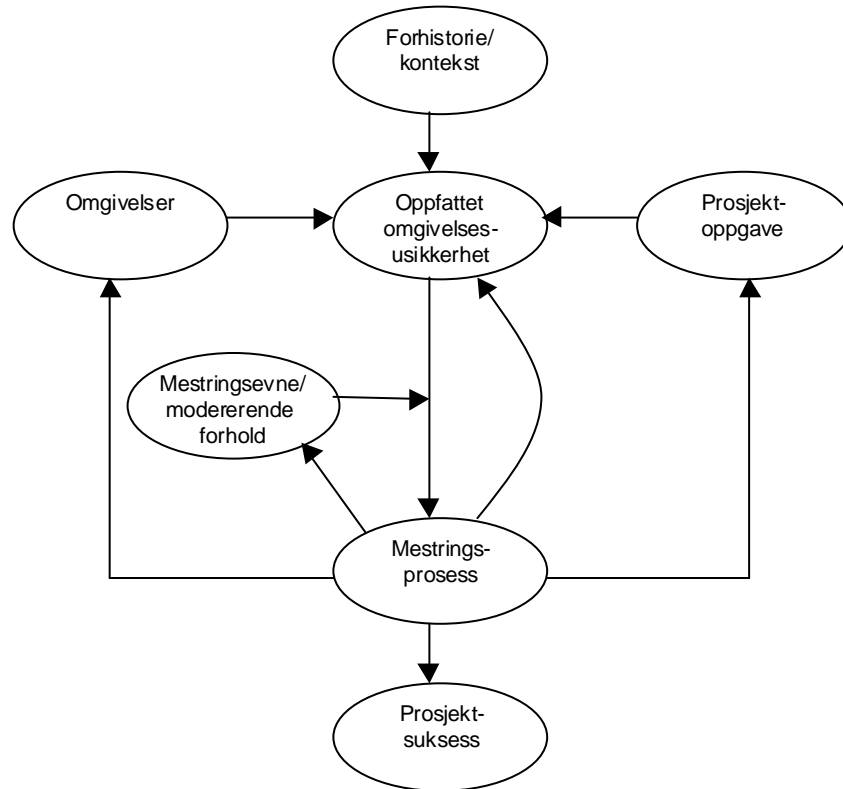 Forhistorie/
kontekst
Omgivelser
Oppfattet
omgivelses-
usikkerhet
Prosjekt-
oppgave
Mestringsevne/
modererende
forhold
Mestrings-
prosess
Prosjekt-
suksess